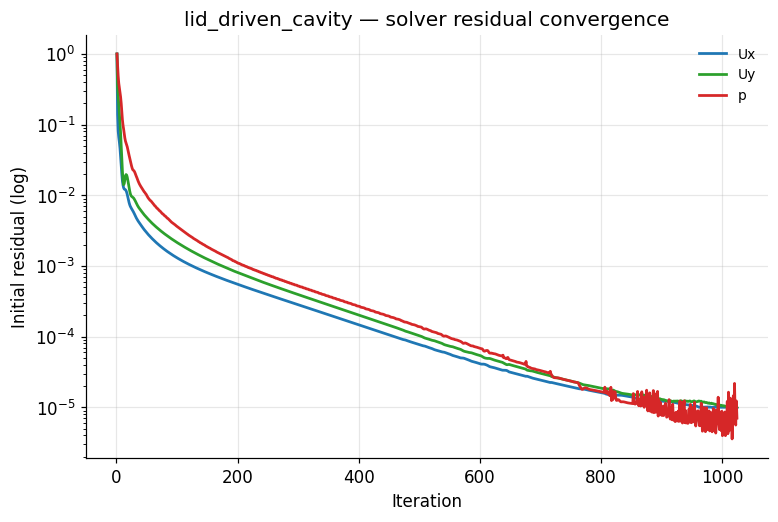 lid_driven_cavity — solver residual convergence
Ux
Uy
p
Initial residual (log)
10⁰
10⁻¹
10⁻²
10⁻³
10⁻⁴
10⁻⁵
0 200 400 600 800 1000
Iteration